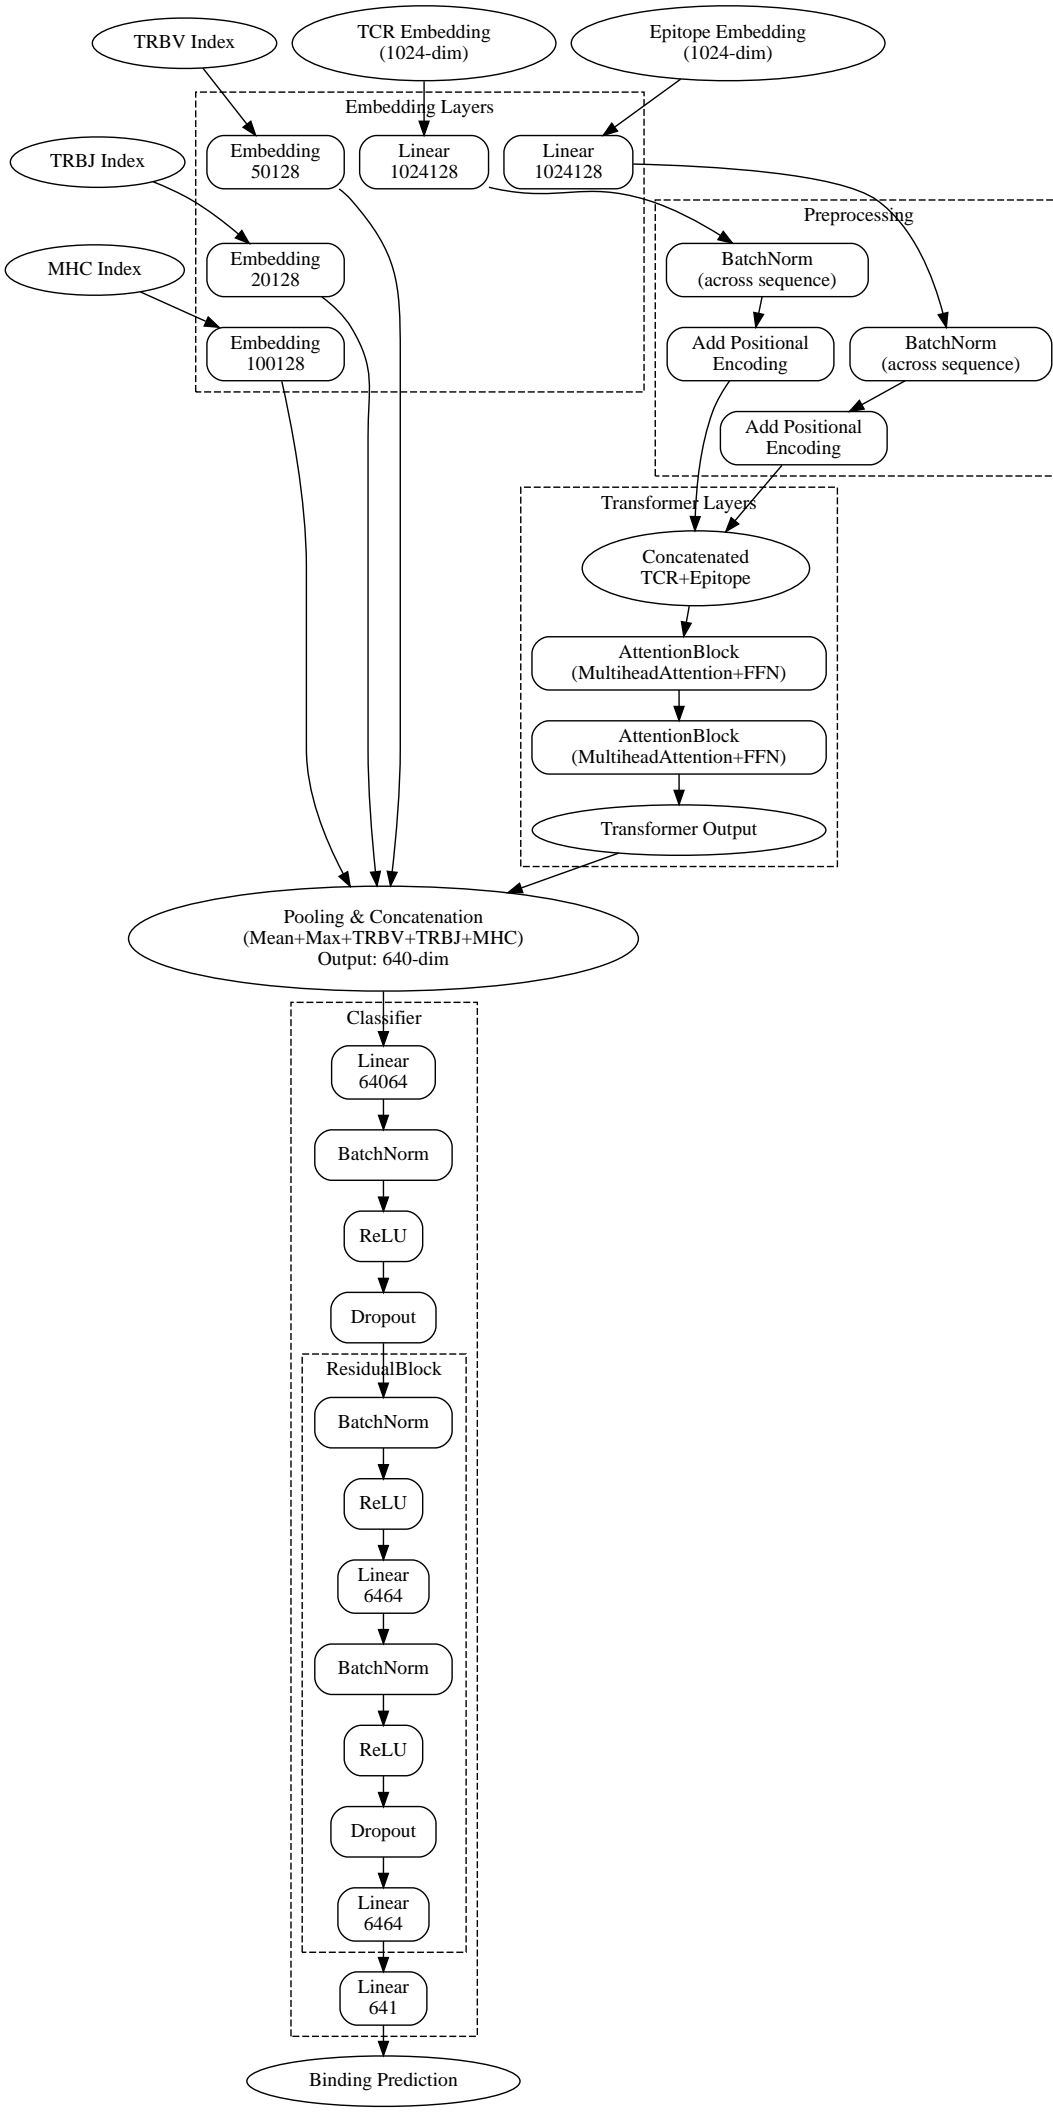 TRBV Index
TCR Embedding
(1024-dim)
Epitope Embedding
(1024-dim)
Embedding Layers
Embedding
50128
Linear
1024128
Linear
1024128
TRBJ Index
Preprocessing
Embedding
20128
BatchNorm
(across sequence)
MHC Index
Embedding
100128
Add Positional
Encoding
BatchNorm
(across sequence)
Add Positional
Encoding
Transformer Layers
Concatenated
TCR+Epitope
AttentionBlock
(MultiheadAttention+FFN)
AttentionBlock
(MultiheadAttention+FFN)
Transformer Output
Pooling & Concatenation
(Mean+Max+TRBV+TRBJ+MHC)
Output: 640-dim
Classifier
Linear
64064
BatchNorm
ReLU
Dropout
ResidualBlock
BatchNorm
ReLU
Linear
6464
BatchNorm
ReLU
Dropout
Linear
6464
Linear
641
Binding Prediction